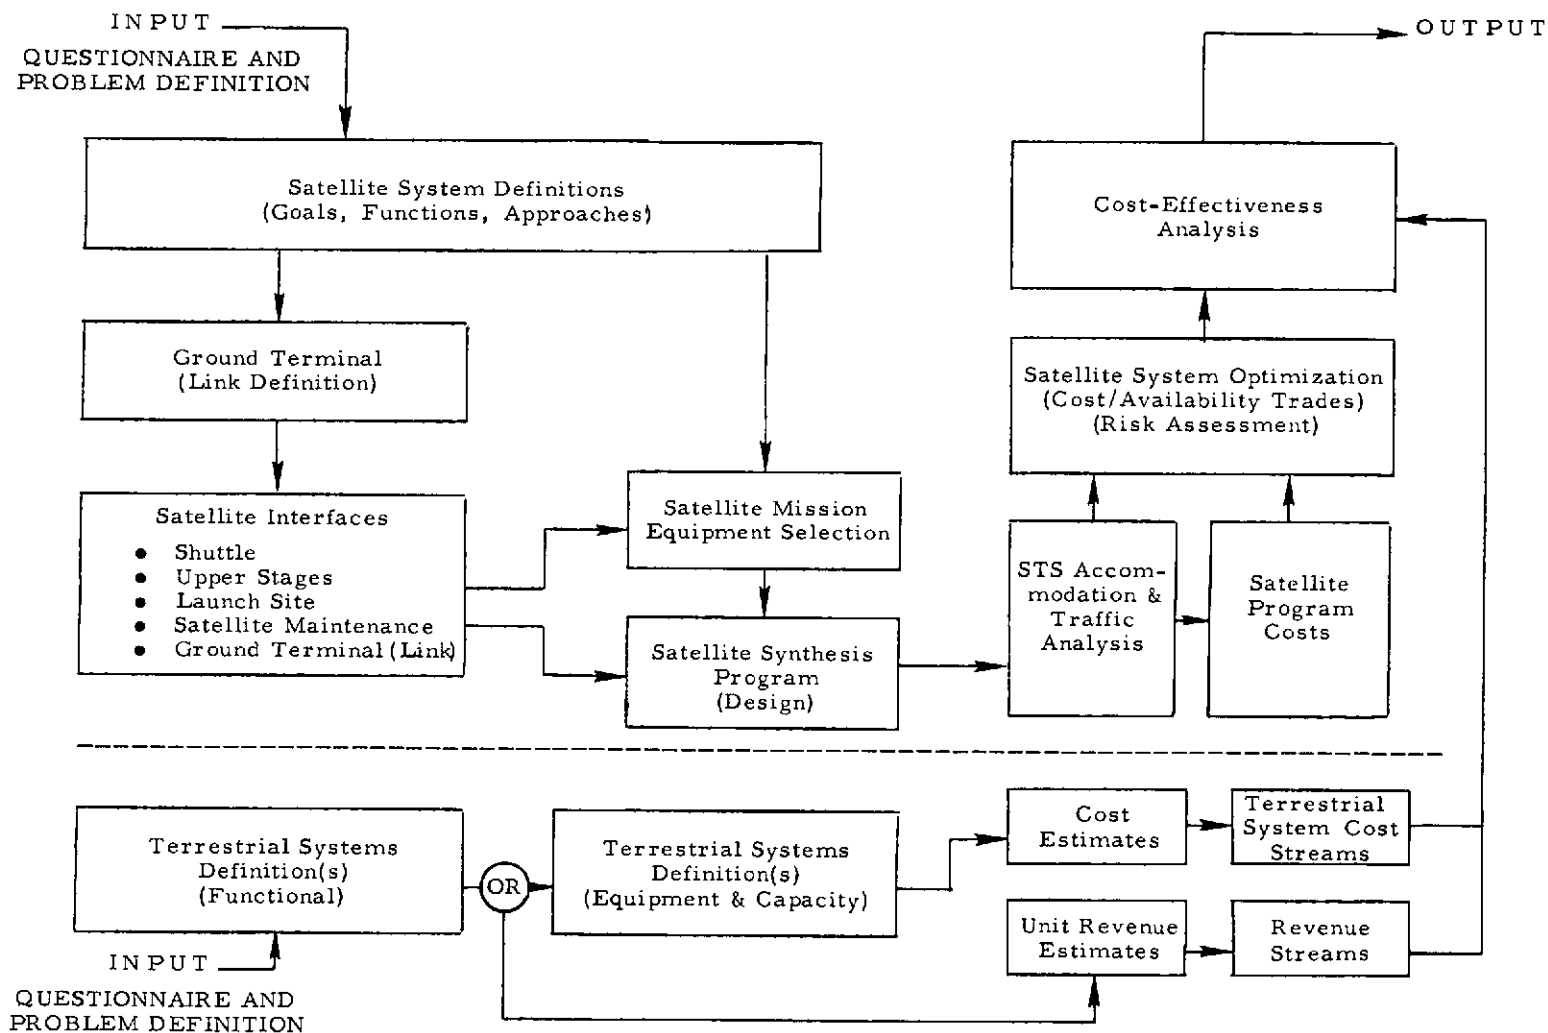 INPUT
QUESTIONNAIRE AND
PROBLEM DEFINITION
OUTPUT
Satellite System Definitions
(Goals, Functions, Approaches)
Cost-Effectiveness
Analysis
Ground Terminal
(Link Definition)
Satellite System Optimization
(Cost/Availability Trades)
(Risk Assessment)
Satellite Interfaces
● Shuttle
● Upper Stages
● Launch Site
● Satellite Maintenance
● Ground Terminal (Link)
Satellite Mission
Equipment Selection
Satellite Synthesis
Program
(Design)
STS Accom-
modation &
Traffic
Analysis
Satellite
Program
Costs
Terrestrial Systems
Definition(s)
(Functional)
OR
Terrestrial Systems
Definition(s)
(Equipment & Capacity)
Cost
Estimates
Terrestrial
System Cost
Streams
Unit Revenue
Estimates
Revenue
Streams
INPUT
QUESTIONNAIRE AND
PROBLEM DEFINITION